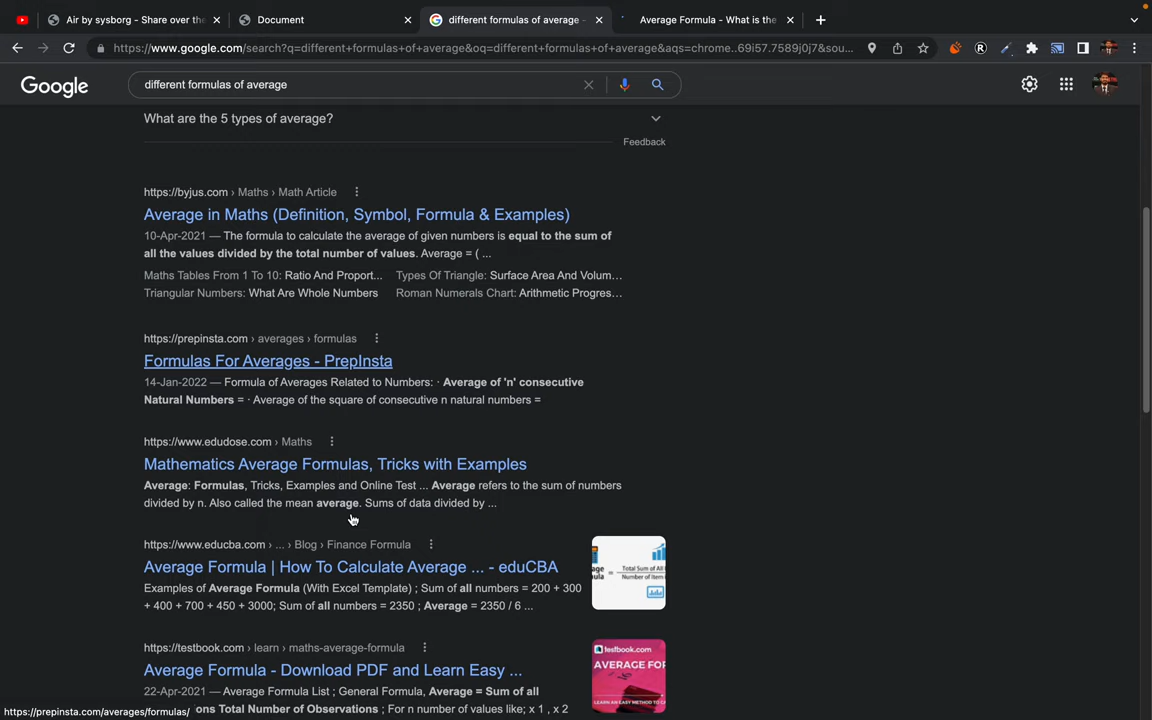 Air by sysborg - Share over the
Document
different formulas of average -
Average Formula - What is the
https://www.google.com/search?q=different+formulas+of+average&oq=different+formulas+of+average&aqs=chrome..69i57.7589j0j7&sou...
Google
different formulas of average
What are the 5 types of average?
Feedback
https://byjus.com › Maths › Math Article
Average in Maths (Definition, Symbol, Formula & Examples)
10-Apr-2021 — The formula to calculate the average of given numbers is equal to the sum of
all the values divided by the total number of values. Average = ( ...
Maths Tables From 1 To 10: Ratio And Proport... Types Of Triangle: Surface Area And Volum...
Triangular Numbers: What Are Whole Numbers Roman Numerals Chart: Arithmetic Progres...
https://prepinsta.com › averages › formulas
Formulas For Averages - PrepInsta
14-Jan-2022 — Formula of Averages Related to Numbers: · Average of 'n' consecutive
Natural Numbers = · Average of the square of consecutive n natural numbers =
https://www.edudose.com › Maths
Mathematics Average Formulas, Tricks with Examples
Average: Formulas, Tricks, Examples and Online Test ... Average refers to the sum of numbers
divided by n. Also called the mean average. Sums of data divided by ...
https://www.educba.com › ... › Blog › Finance Formula
Average Formula | How To Calculate Average ... - eduCBA
Examples of Average Formula (With Excel Template) ; Sum of all numbers = 200 + 300
+ 400 + 700 + 450 + 3000; Sum of all numbers = 2350 ; Average = 2350 / 6 ...
Total Sum of All
Number of Item
https://testbook.com › learn › maths-average-formula
Average Formula - Download PDF and Learn Easy ...
22-Apr-2021 — Average Formula List ; General Formula, Average = Sum of all
ons Total Number of Observations ; For n number of values like; x 1 , x 2
testbook.com
AVERAGE FOR
LEARN AN EASY METHOD TO
https://prepinsta.com/averages/formulas/